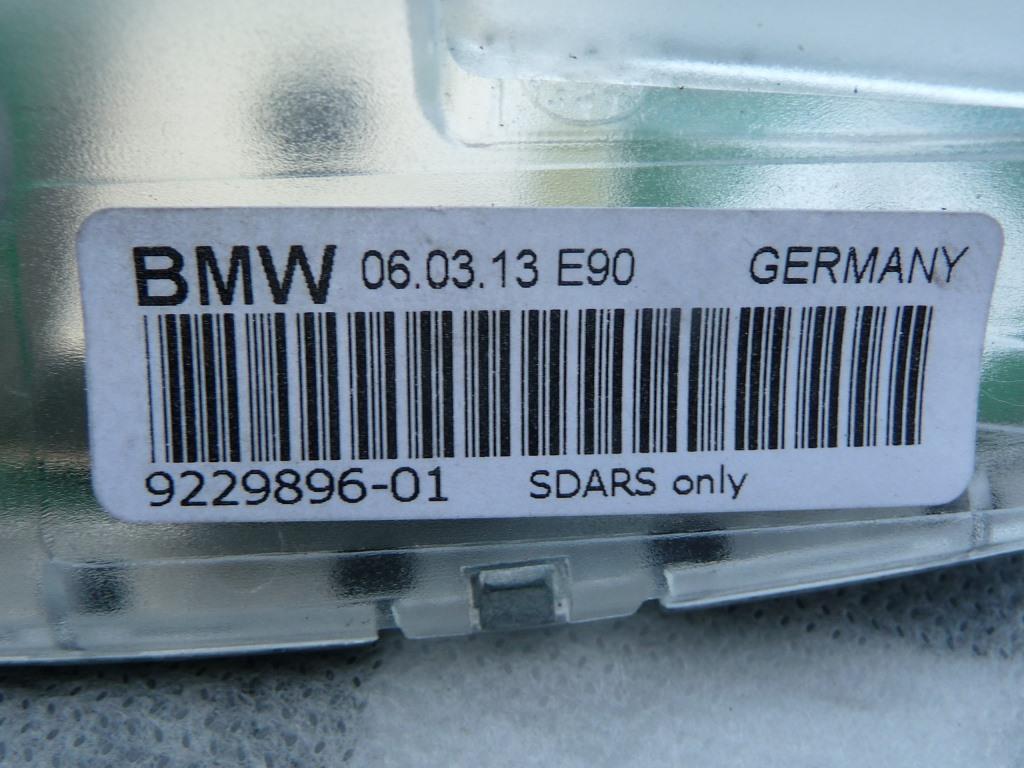 BMW 06.03.13 E90 GERMANY
9229896-01 SDARS only